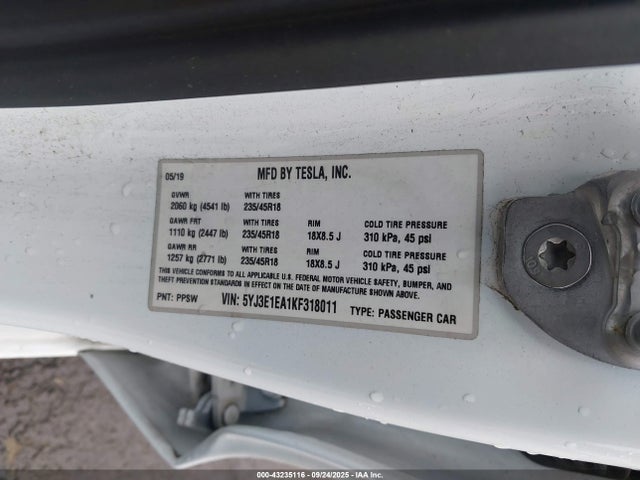 05/19 MFD BY TESLA, INC.
GVWR WITH TIRES
2060 kg (4541 lb) 235/45R18
GAWR FRT WITH TIRES RIM COLD TIRE PRESSURE
1110 kg (2447 lb) 235/45R18 18X8.5 J 310 kPa, 45 psi
GAWR RR WITH TIRES RIM COLD TIRE PRESSURE
1257 kg (2771 lb) 235/45R18 18X8.5 J 310 kPa, 45 psi
THIS VEHICLE CONFORMS TO ALL APPLICABLE U.S. FEDERAL MOTOR VEHICLE SAFETY, BUMPER, AND
THEFT PREVENTION STANDARDS IN EFFECT ON THE DATE OF MANUFACTURE SHOWN ABOVE.
PNT: PPSW VIN: 5YJ3E1EA1KF318011 TYPE: PASSENGER CAR
000-43235116 - 09/24/2025 - IAA Inc.